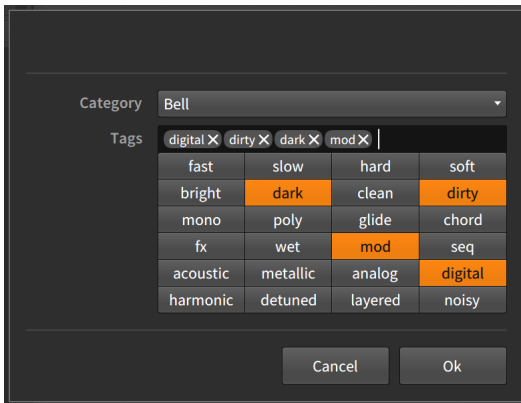 Category Bell
Tags digital X dirty X dark X mod X
fast slow hard soft
bright dark clean dirty
mono poly glide chord
fx wet mod seq
acoustic metallic analog digital
harmonic detuned layered noisy
Cancel Ok